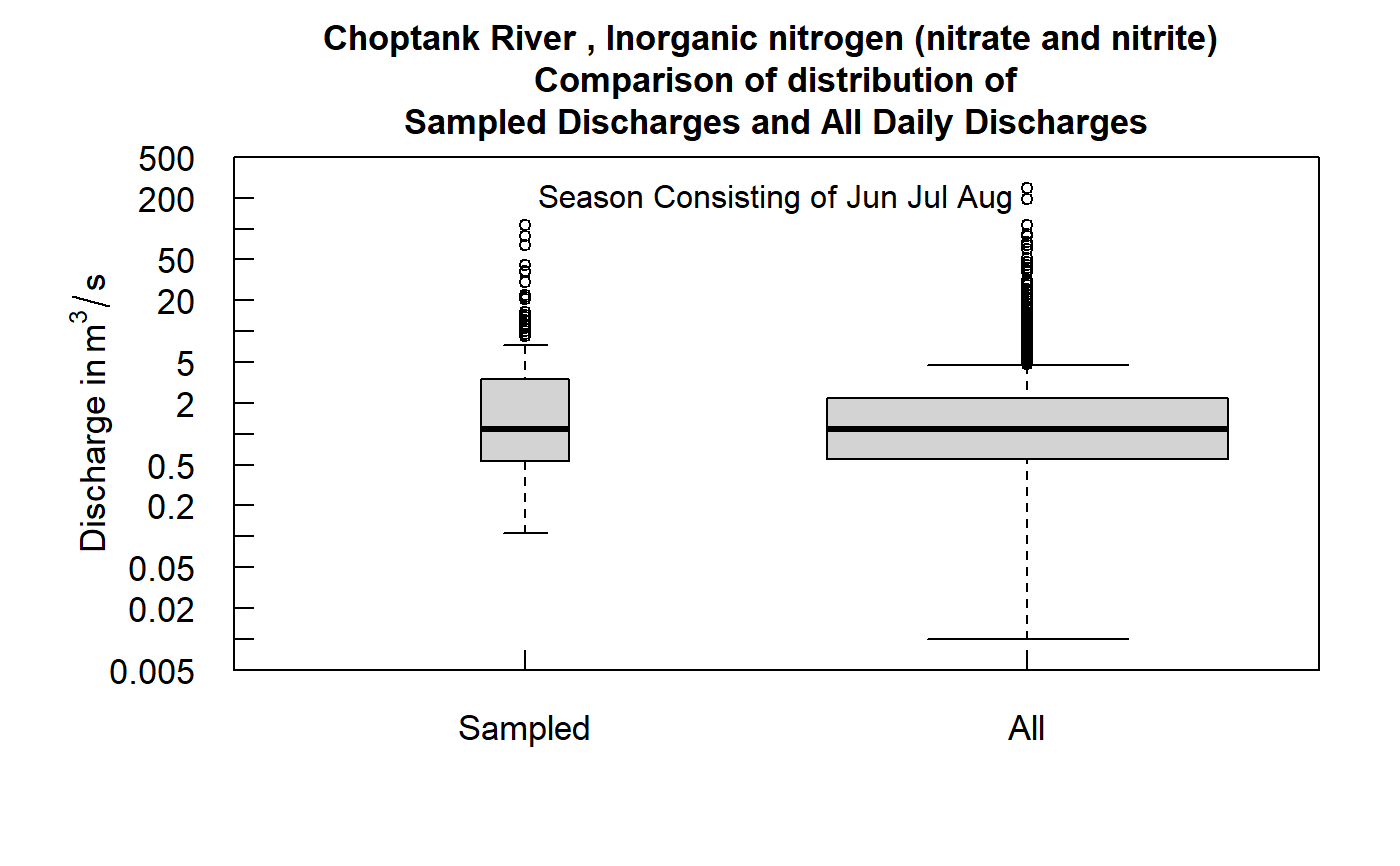 Choptank River , Inorganic nitrogen (nitrate and nitrite)
Comparison of distribution of
Sampled Discharges and All Daily Discharges
Season Consisting of Jun Jul Aug
Discharge in m³/s
500
200
50
20
5
2
0.5
0.2
0.05
0.02
0.005
Sampled
All